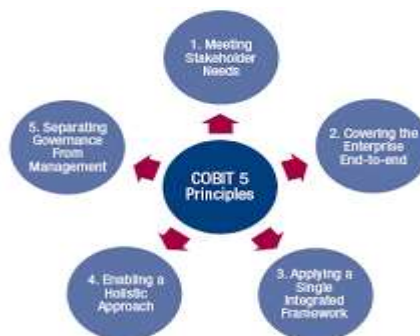 1. Meeting
Stakeholder
Needs
5. Separating
Governance
From
Management
2. Covering the
Enterprise
End-to-end
COBIT 5
Principles
4. Enabling a
Holistic
Approach
3. Applying a
Single
Integrated
Framework